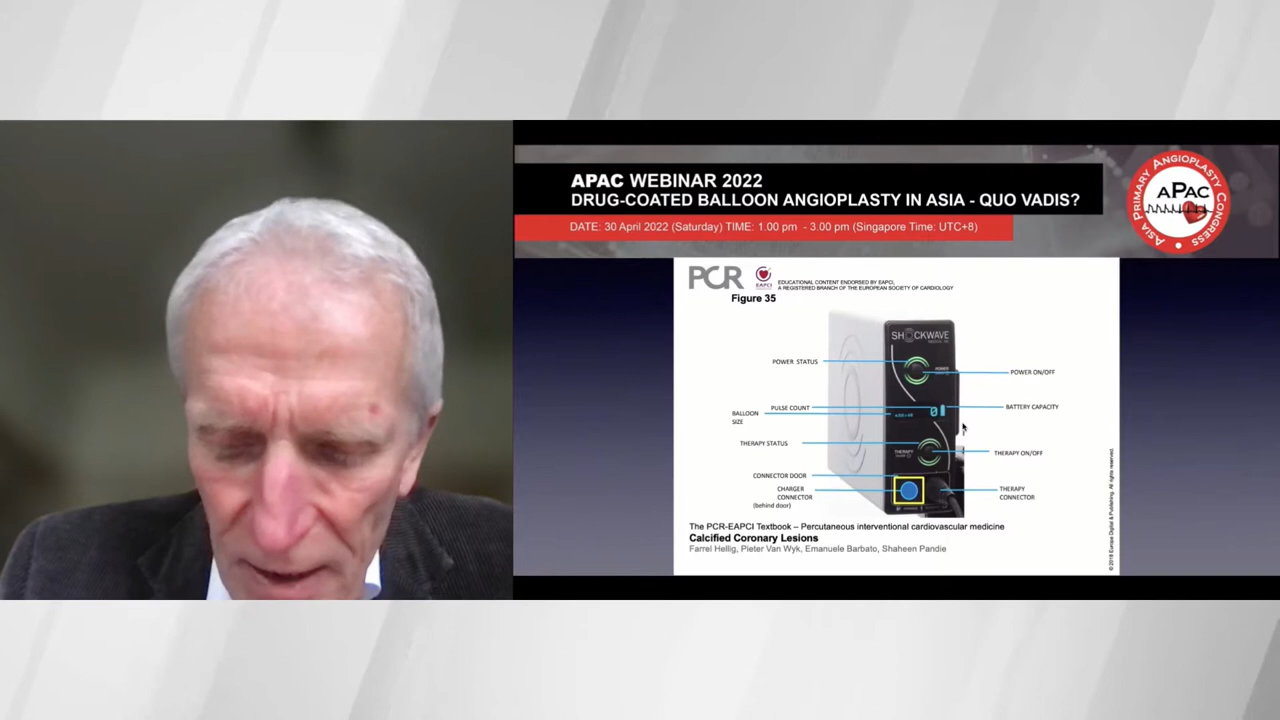 APAC WEBINAR 2022
DRUG-COATED BALLOON ANGIOPLASTY IN ASIA - QUO VADIS?
DATE: 30 April 2022 (Saturday) TIME: 1.00 pm - 3.00 pm (Singapore Time: UTC+8)
ASIA PRIMARY ANGIOPLASTY CONGRESS
aPAC
PCR
EAPCI
EDUCATIONAL CONTENT ENDORSED BY EAPCI,
A REGISTERED BRANCH OF THE EUROPEAN SOCIETY OF CARDIOLOGY
Figure 35
SHOCKWAVE
POWER STATUS
POWER
POWER ON/OFF
PULSE COUNT
BATTERY CAPACITY
BALLOON
SIZE
0
THERAPY STATUS
THERAPY
THERAPY ON/OFF
CONNECTOR DOOR
CHARGER
CONNECTOR
(behind door)
THERAPY
CONNECTOR
The PCR-EAPCI Textbook – Percutaneous interventional cardiovascular medicine
Calcified Coronary Lesions
Farrel Hellig, Pieter Van Wyk, Emanuele Barbato, Shaheen Pandie